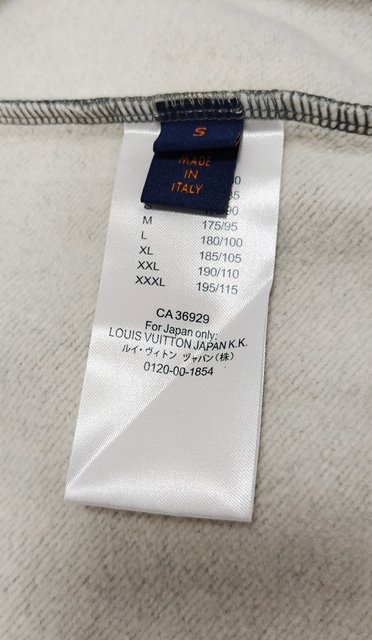 S
MADE
IN
ITALY
M 175/95
L 180/100
XL 185/105
XXL 190/110
XXXL 195/115
CA 36929
For Japan only:
LOUIS VUITTON JAPAN K.K.
ルイ・ヴィトン ヅャパン(株)
0120-00-1854